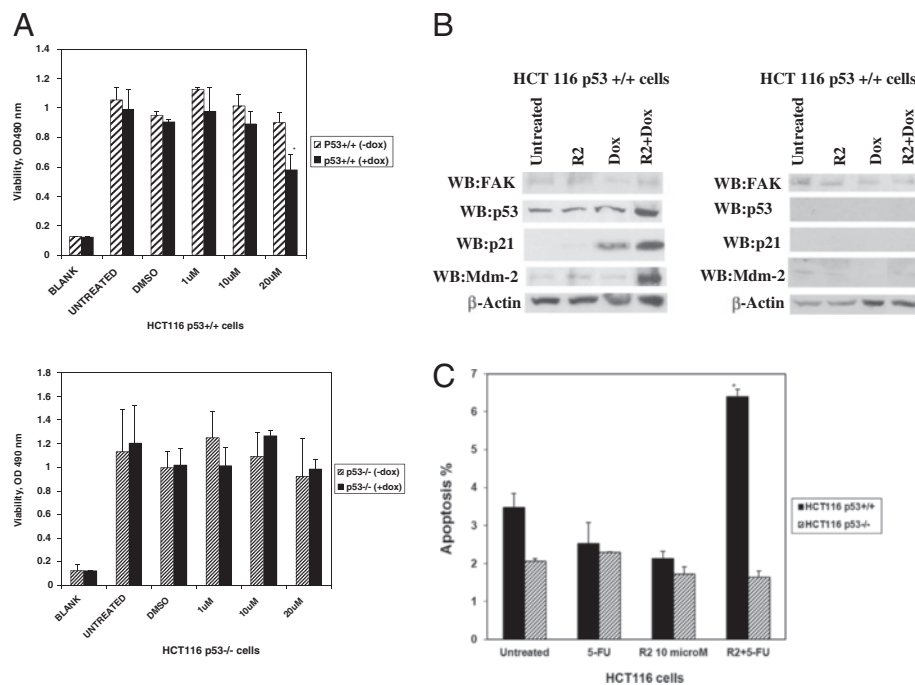 A
1.4
1.2
1
0.8
0.6
0.4
0.2
0
Viability, OD490 nm
*
BLANK
UNTREATED
DMSO
1uM
10uM
20uM
HCT116 p53+/+ cells
P53+/+ (-dox)
p53+/+ (+dox)
1.8
1.6
1.4
1.2
1
0.8
0.6
0.4
0.2
0
Viability, OD 490 nm
BLANK
UNTREATED
DMSO
1uM
10uM
20uM
HCT116 p53-/- cells
p53-/- (-dox)
p53-/- (+dox)
B
HCT 116 p53 +/+ cells
Untreated
R2
Dox
R2+Dox
WB:FAK
WB:p53
WB:p21
WB:Mdm-2
β-Actin
HCT 116 p53 +/+ cells
Untreated
R2
Dox
R2+Dox
WB:FAK
WB:p53
WB:p21
WB:Mdm-2
β-Actin
C
7
6
5
4
3
2
1
0
Apoptosis %
*
Untreated
5-FU
R2 10 microM
R2+5-FU
HCT116 cells
HCT116 p53+/+
HCT116 p53-/-